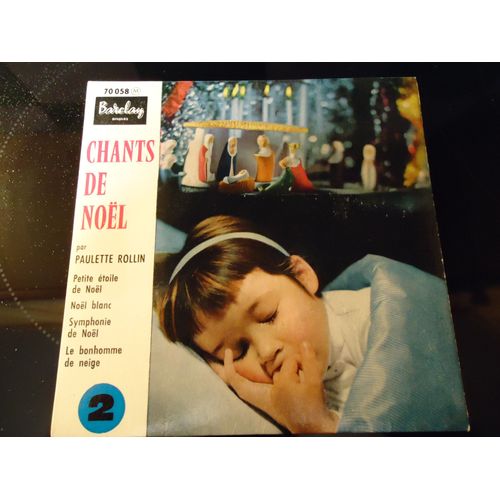 70 058 M
Barclay
CHANTS
DE
NOËL
par
PAULETTE ROLLIN
Petite étoile
de Noël
Noël blanc
Symphonie
de Noël
Le bonhomme
de neige
2